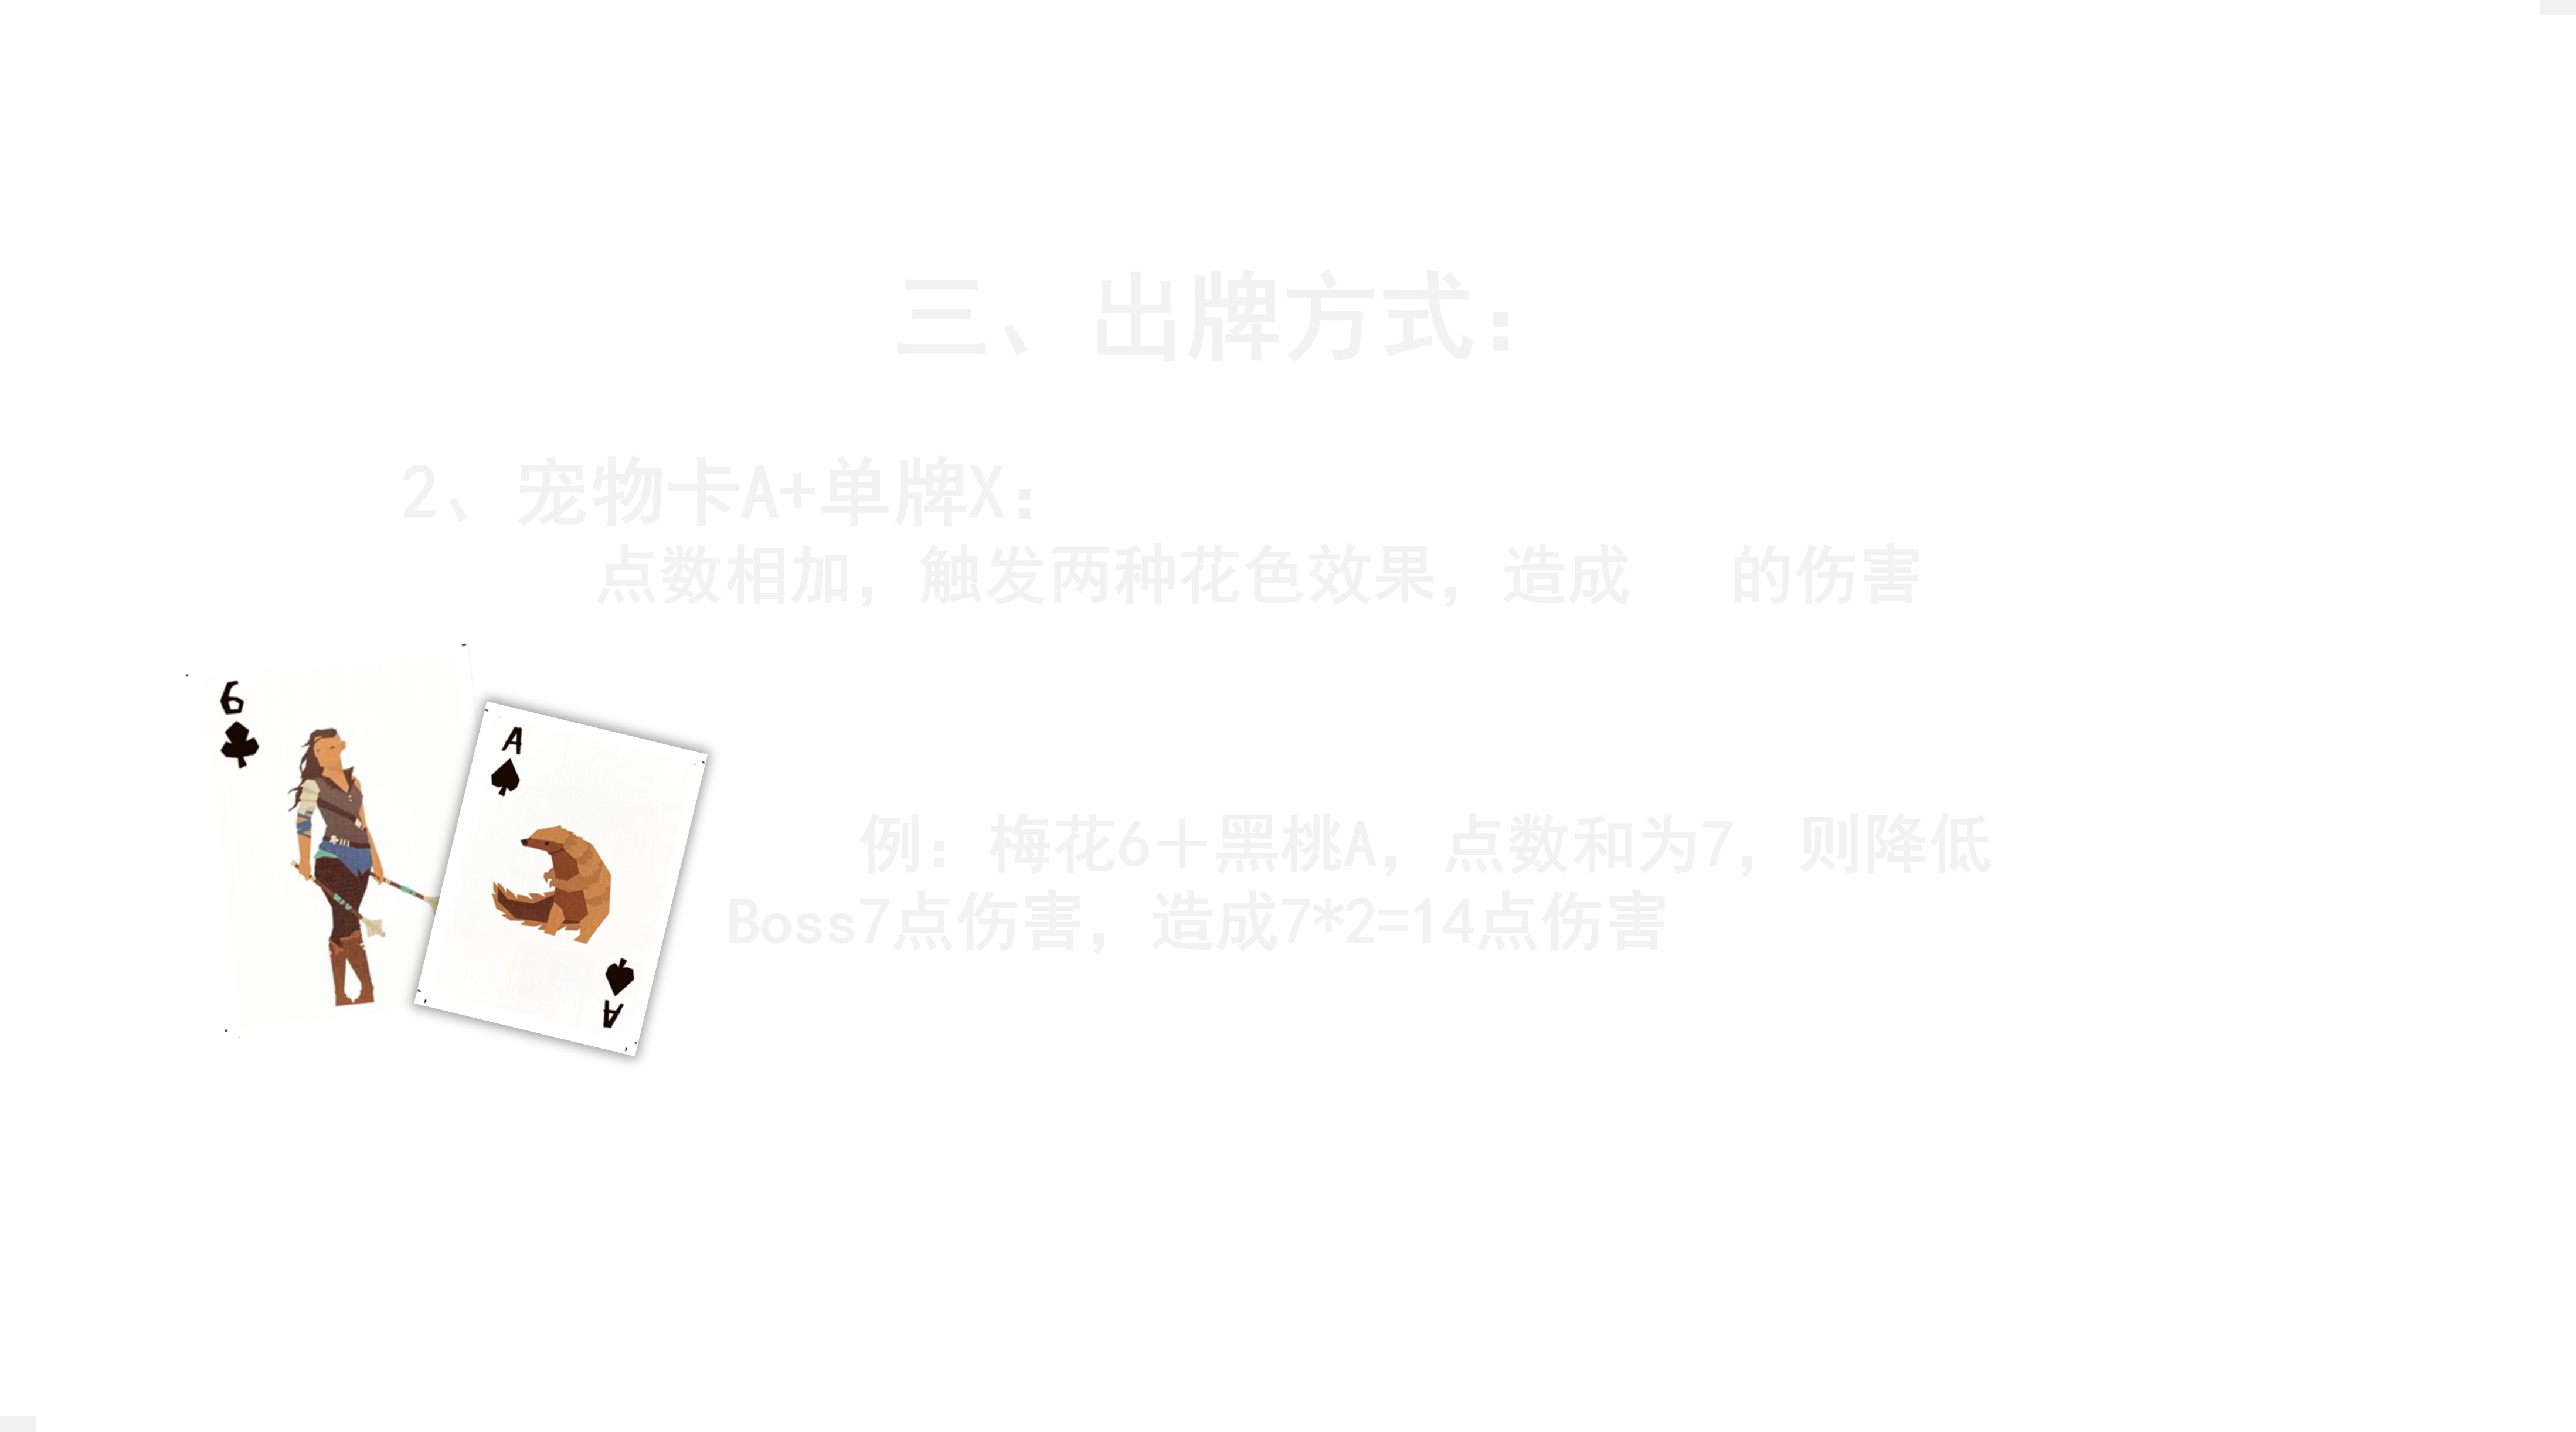 三、出牌方式：
2、宠物卡A+单牌X：
点数相加，触发两种花色效果，造成 的伤害
6
A
例：梅花6＋黑桃A，点数和为7，则降低
Boss7点伤害，造成7*2=14点伤害
A